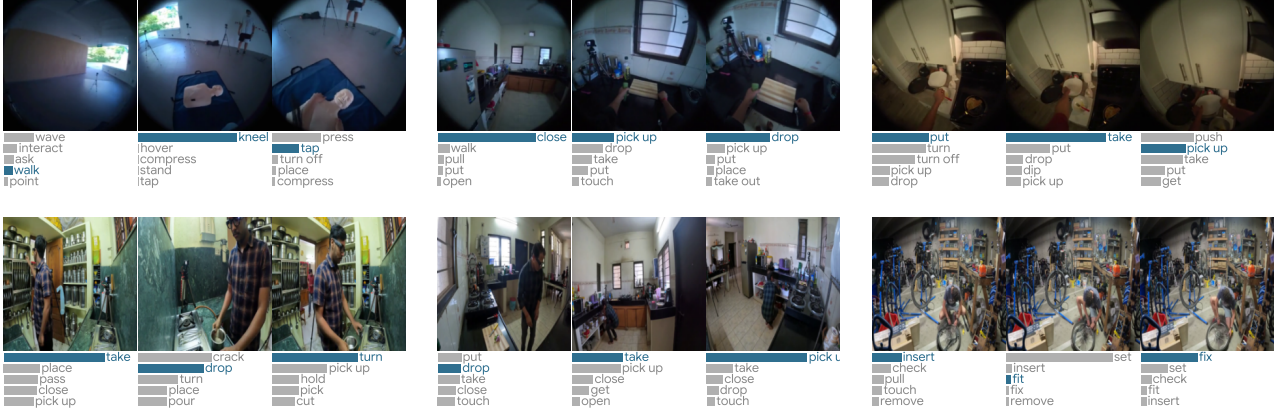 wave
interact
ask
walk
point
kneel
hover
compress
stand
tap
press
tap
turn off
place
compress
close
walk
pull
put
open
pick up
drop
take
put
touch
drop
pick up
put
place
take out
put
turn
turn off
pick up
drop
take
put
drop
dip
pick up
push
pick up
take
put
get
take
place
pass
close
pick up
crack
drop
turn
place
pour
turn
pick up
hold
pick
cut
put
drop
take
close
touch
take
pick up
close
get
open
pick u
take
close
drop
touch
insert
check
pull
touch
remove
set
insert
fit
fix
remove
fix
set
check
fit
insert